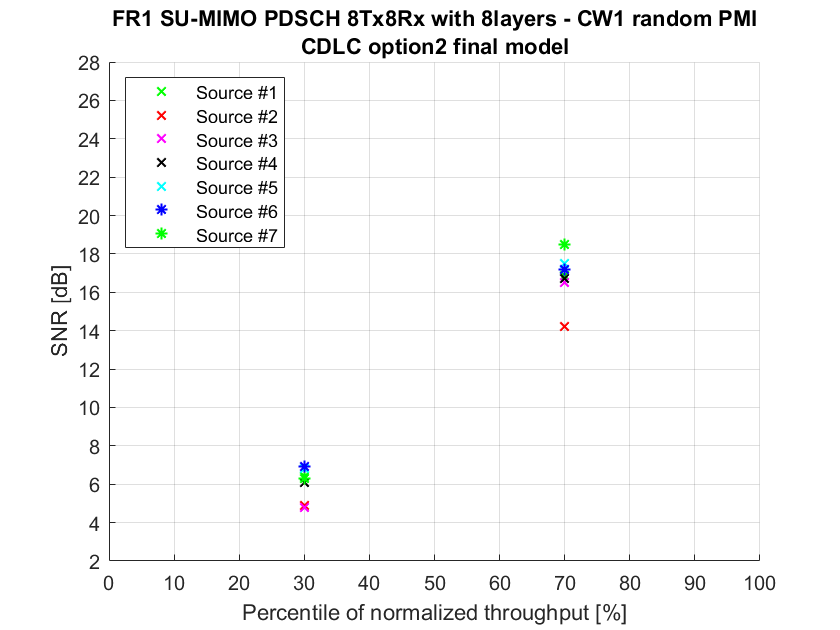 FR1 SU-MIMO PDSCH 8Tx8Rx with 8layers - CW1 random PMI
CDLC option2 final model
28
26
24
22
20
18
16
14
12
10
8
6
4
2
SNR [dB]
Source #1
Source #2
Source #3
Source #4
Source #5
Source #6
Source #7
0 10 20 30 40 50 60 70 80 90 100
Percentile of normalized throughput [%]